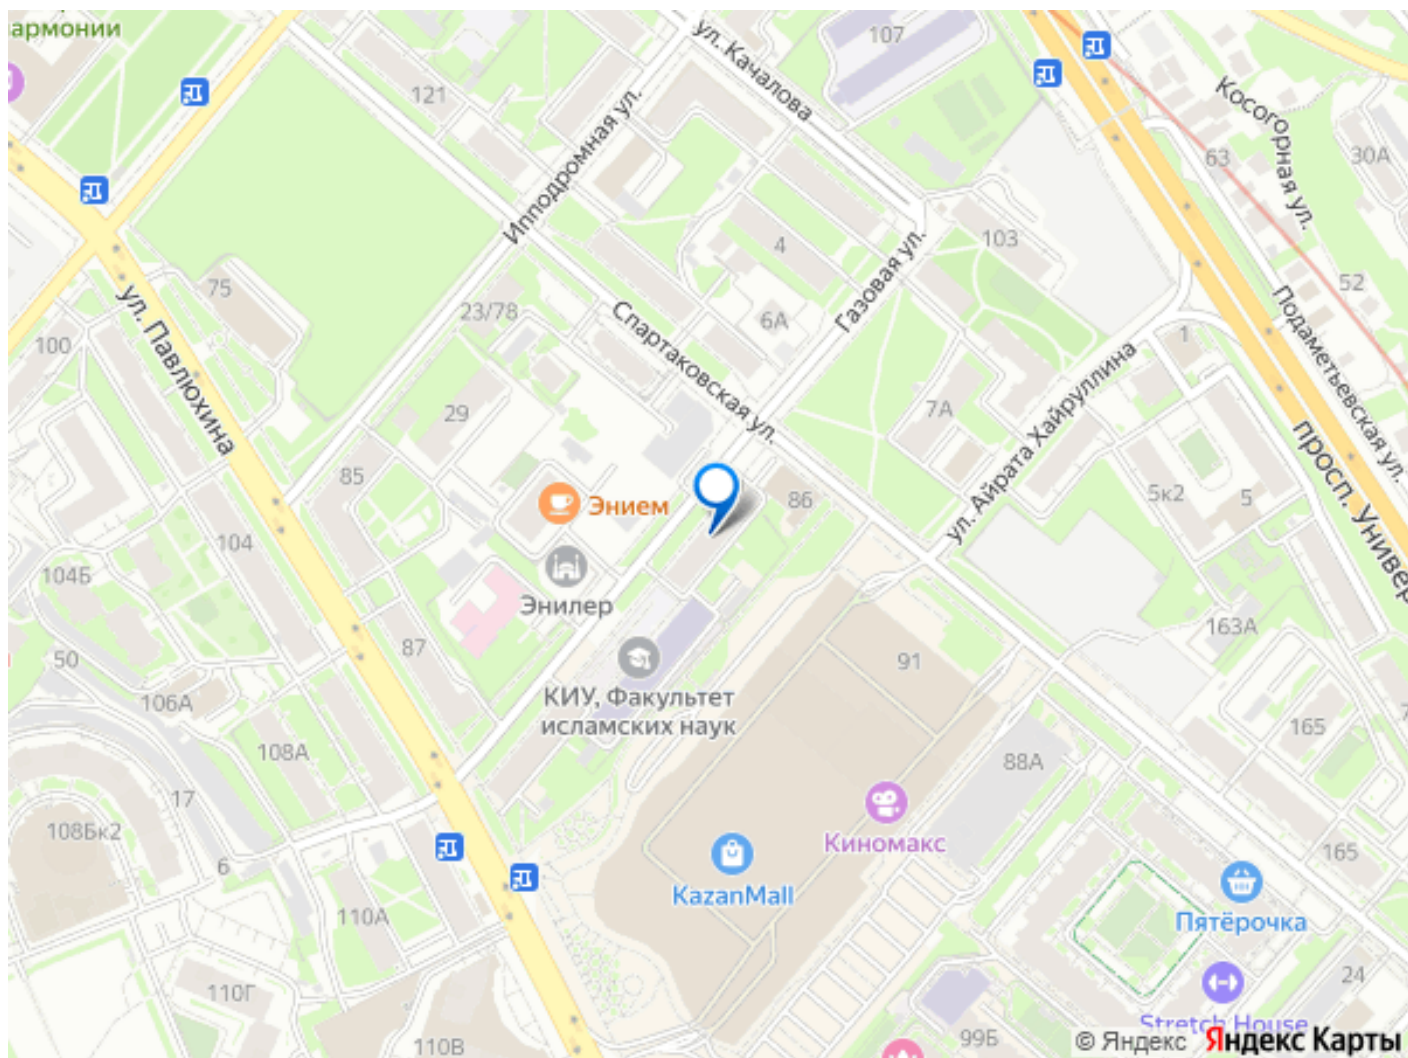 армонии
107
ул. Качалова
121
Косогорная ул.
63
30А
Ипподромная ул.
103
4
52
75
Газовая ул.
23/78
6А
Спартаковская ул.
Подаметьевская ул.
1
100
ул. Павлюхина
29
7А
ул. Айрата Хайруллина
просп. Универ
85
86
5к2
5
Энием
104
104Б
Энилер
163А
87
50
91
106А
КИУ, Факультет
исламских наук
165
108А
88А
17
108Бк2
Киномакс
6
165
KazanMall
110А
Пятёрочка
24
110Г
Stretch House
99Б
110В
© Яндекс Яндекс Карты